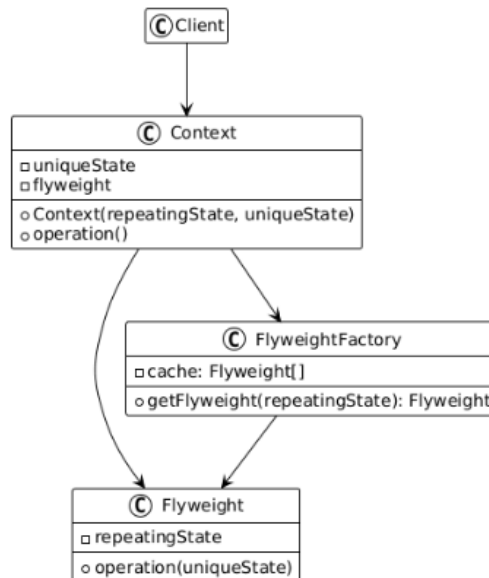 C Client
C Context
uniqueState
flyweight
Context(repeatingState, uniqueState)
operation()
C FlyweightFactory
cache: Flyweight[]
getFlyweight(repeatingState): Flyweight
C Flyweight
repeatingState
operation(uniqueState)